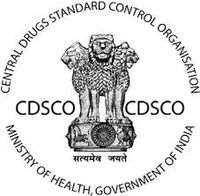 CENTRAL DRUGS STANDARD CONTROL ORGANISATION
CDSCO CDSCO
सत्यमेव जयते
MINISTRY OF HEALTH, GOVERNMENT OF INDIA